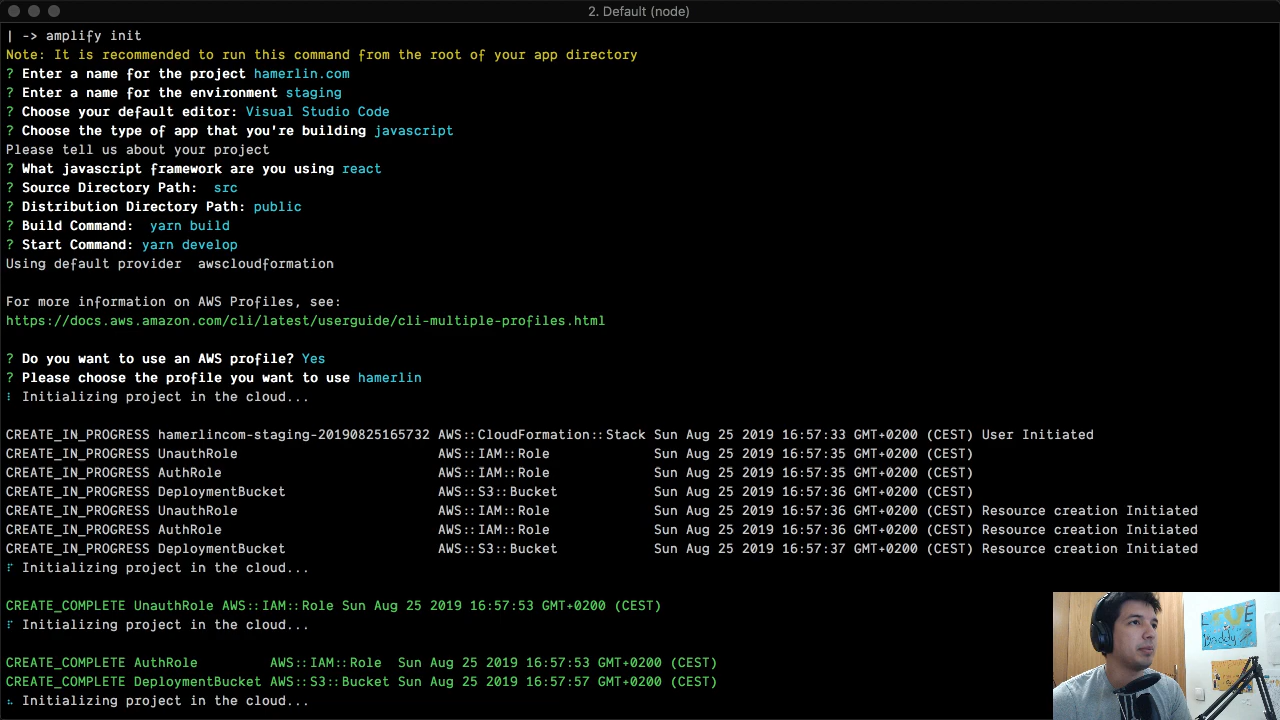 2. Default (node)
| -> amplify init
Note: It is recommended to run this command from the root of your app directory
? Enter a name for the project hamerlin.com
? Enter a name for the environment staging
? Choose your default editor: Visual Studio Code
? Choose the type of app that you're building javascript
Please tell us about your project
? What javascript framework are you using react
? Source Directory Path:  src
? Distribution Directory Path: public
? Build Command:  yarn build
? Start Command: yarn develop
Using default provider  awscloudformation
For more information on AWS Profiles, see:
https://docs.aws.amazon.com/cli/latest/userguide/cli-multiple-profiles.html
? Do you want to use an AWS profile? Yes
? Please choose the profile you want to use hamerlin
Initializing project in the cloud...
CREATE_IN_PROGRESS hamerlincom-staging-20190825165732 AWS::CloudFormation::Stack Sun Aug 25 2019 16:57:33 GMT+0200 (CEST) User Initiated
CREATE_IN_PROGRESS UnauthRole AWS::IAM::Role Sun Aug 25 2019 16:57:35 GMT+0200 (CEST)
CREATE_IN_PROGRESS AuthRole AWS::IAM::Role Sun Aug 25 2019 16:57:35 GMT+0200 (CEST)
CREATE_IN_PROGRESS DeploymentBucket AWS::S3::Bucket Sun Aug 25 2019 16:57:36 GMT+0200 (CEST)
CREATE_IN_PROGRESS UnauthRole AWS::IAM::Role Sun Aug 25 2019 16:57:36 GMT+0200 (CEST) Resource creation Initiated
CREATE_IN_PROGRESS AuthRole AWS::IAM::Role Sun Aug 25 2019 16:57:36 GMT+0200 (CEST) Resource creation Initiated
CREATE_IN_PROGRESS DeploymentBucket AWS::S3::Bucket Sun Aug 25 2019 16:57:37 GMT+0200 (CEST) Resource creation Initiated
Initializing project in the cloud...
CREATE_COMPLETE UnauthRole AWS::IAM::Role Sun Aug 25 2019 16:57:53 GMT+0200 (CEST)
Initializing project in the cloud...
CREATE_COMPLETE AuthRole AWS::IAM::Role Sun Aug 25 2019 16:57:53 GMT+0200 (CEST)
CREATE_COMPLETE DeploymentBucket AWS::S3::Bucket Sun Aug 25 2019 16:57:57 GMT+0200 (CEST)
Initializing project in the cloud...